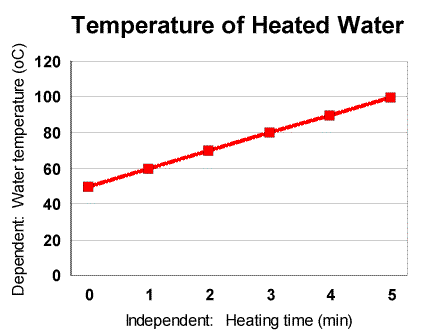 Temperature of Heated Water
Dependent:  Water temperature (oC)
120
100
80
60
40
20
0
0 1 2 3 4 5
Independent:   Heating time (min)